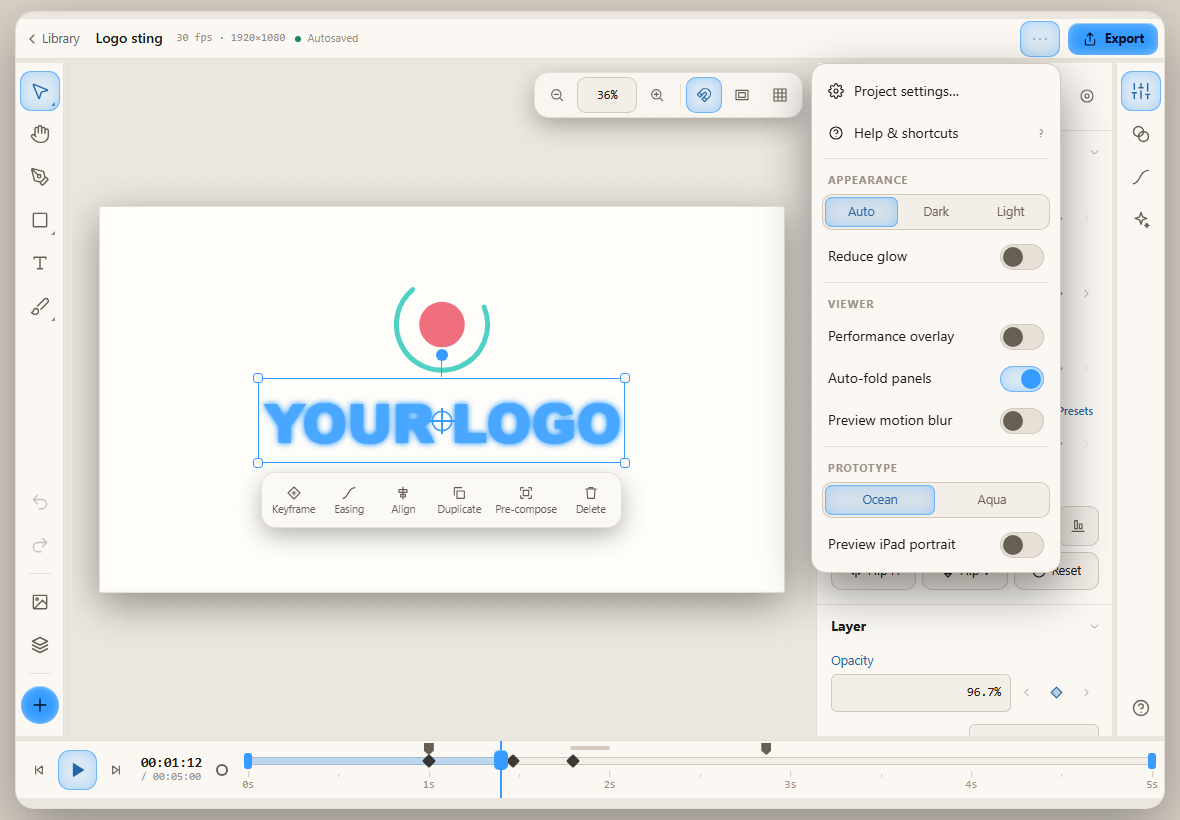 Library
Logo sting
30 fps · 1920×1080
Autosaved
Export
36%
Project settings...
Help & shortcuts
?
APPEARANCE
Auto
Dark
Light
Reduce glow
VIEWER
Performance overlay
Auto-fold panels
Preview motion blur
Presets
PROTOTYPE
Ocean
Aqua
Preview iPad portrait
YOUR LOGO
Keyframe
Easing
Align
Duplicate
Pre-compose
Delete
Reset
Layer
Opacity
96.7%
00:01:12
/ 00:05:00
0s
1s
2s
3s
4s
5s